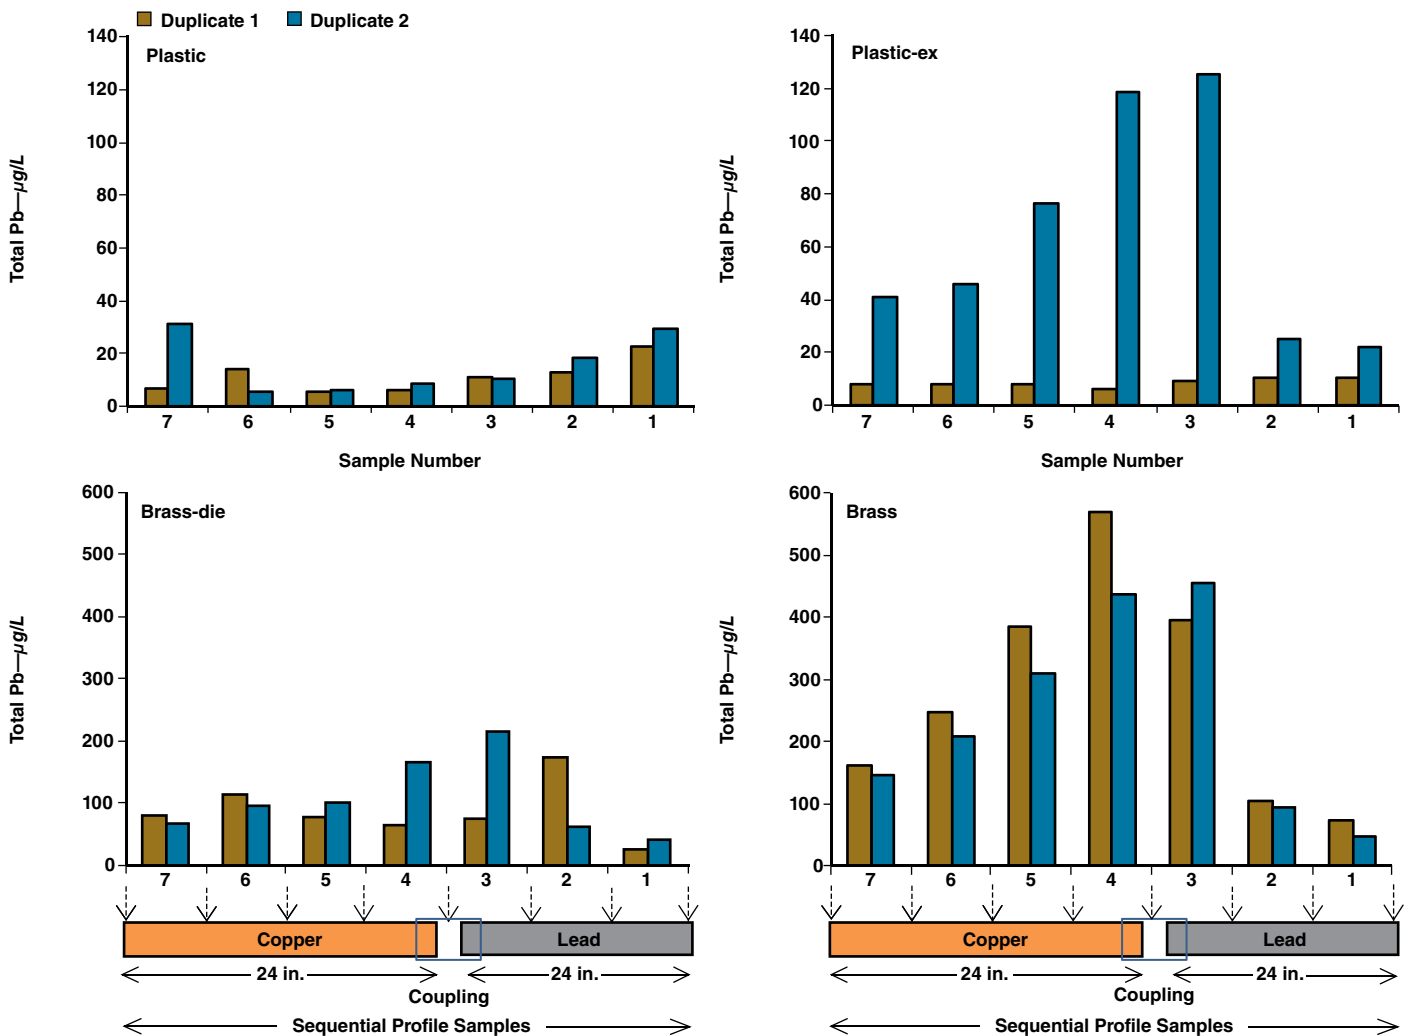 Duplicate 1 Duplicate 2
Plastic
140
120
100
80
60
40
20
0
Total Pb—µg/L
7 6 5 4 3 2 1
Sample Number
Plastic-ex
140
120
100
80
60
40
20
0
Total Pb—µg/L
7 6 5 4 3 2 1
Sample Number
Brass-die
600
500
400
300
200
100
0
Total Pb—µg/L
7 6 5 4 3 2 1
Copper Lead
24 in. 24 in.
Coupling
Sequential Profile Samples
Brass
600
500
400
300
200
100
0
Total Pb—µg/L
7 6 5 4 3 2 1
Copper Lead
24 in. 24 in.
Coupling
Sequential Profile Samples